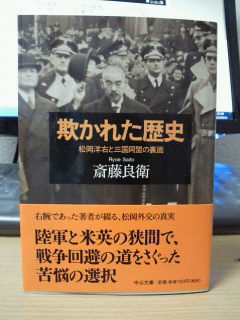 欺かれた歴史
松岡洋右と三国同盟の裏面
Ryoe Saito
斎藤良衛
右腕であった著者が綴る、松岡外交の真実
陸軍と米英の狭間で、
戦争回避の道をさぐった
苦悩の選択
中公文庫